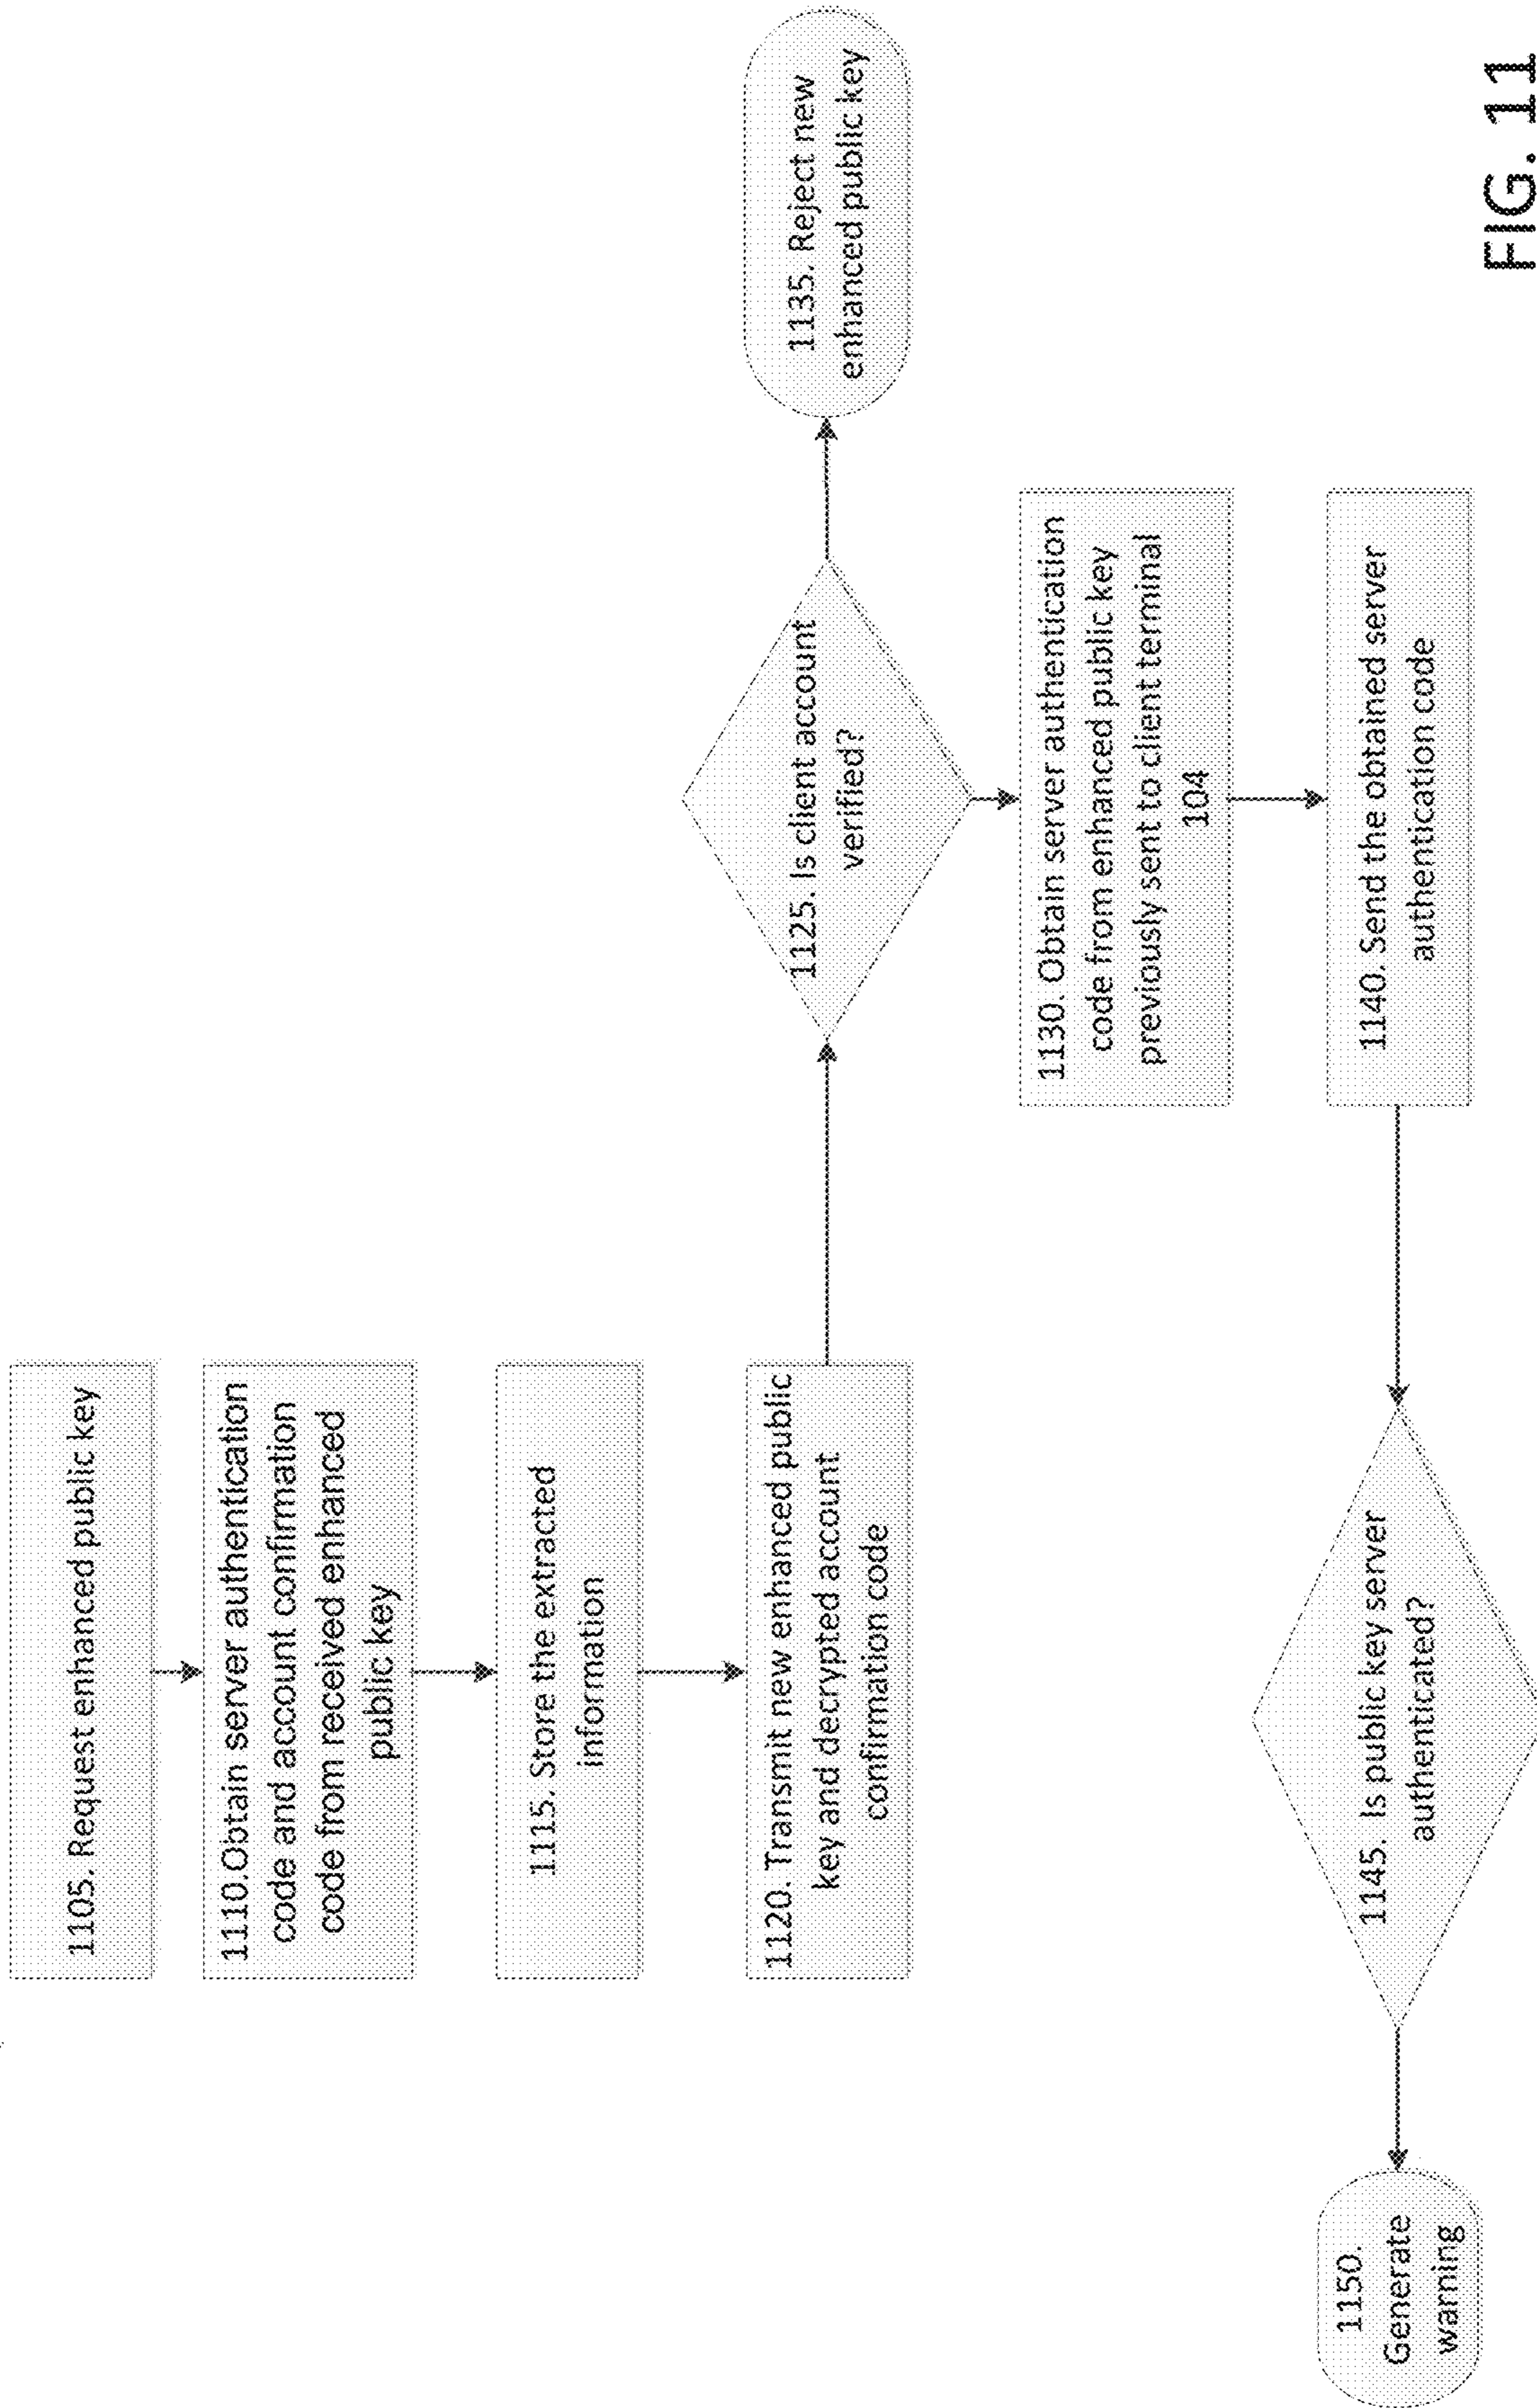 1105. Request enhanced public key
1110.Obtain server authentication
code and account confirmation
code from received enhanced
public key
1115. Store the extracted
information
1120. Transmit new enhanced public
key and decrypted account
confirmation code
1125. Is client account
verified?
1135. Reject new
enhanced public key
1130. Obtain server authentication
code from enhanced public key
previously sent to client terminal
104
1140. Send the obtained server
authentication code
1145. Is public key server
authenticated?
1150.
Generate
warning
FIG. 11